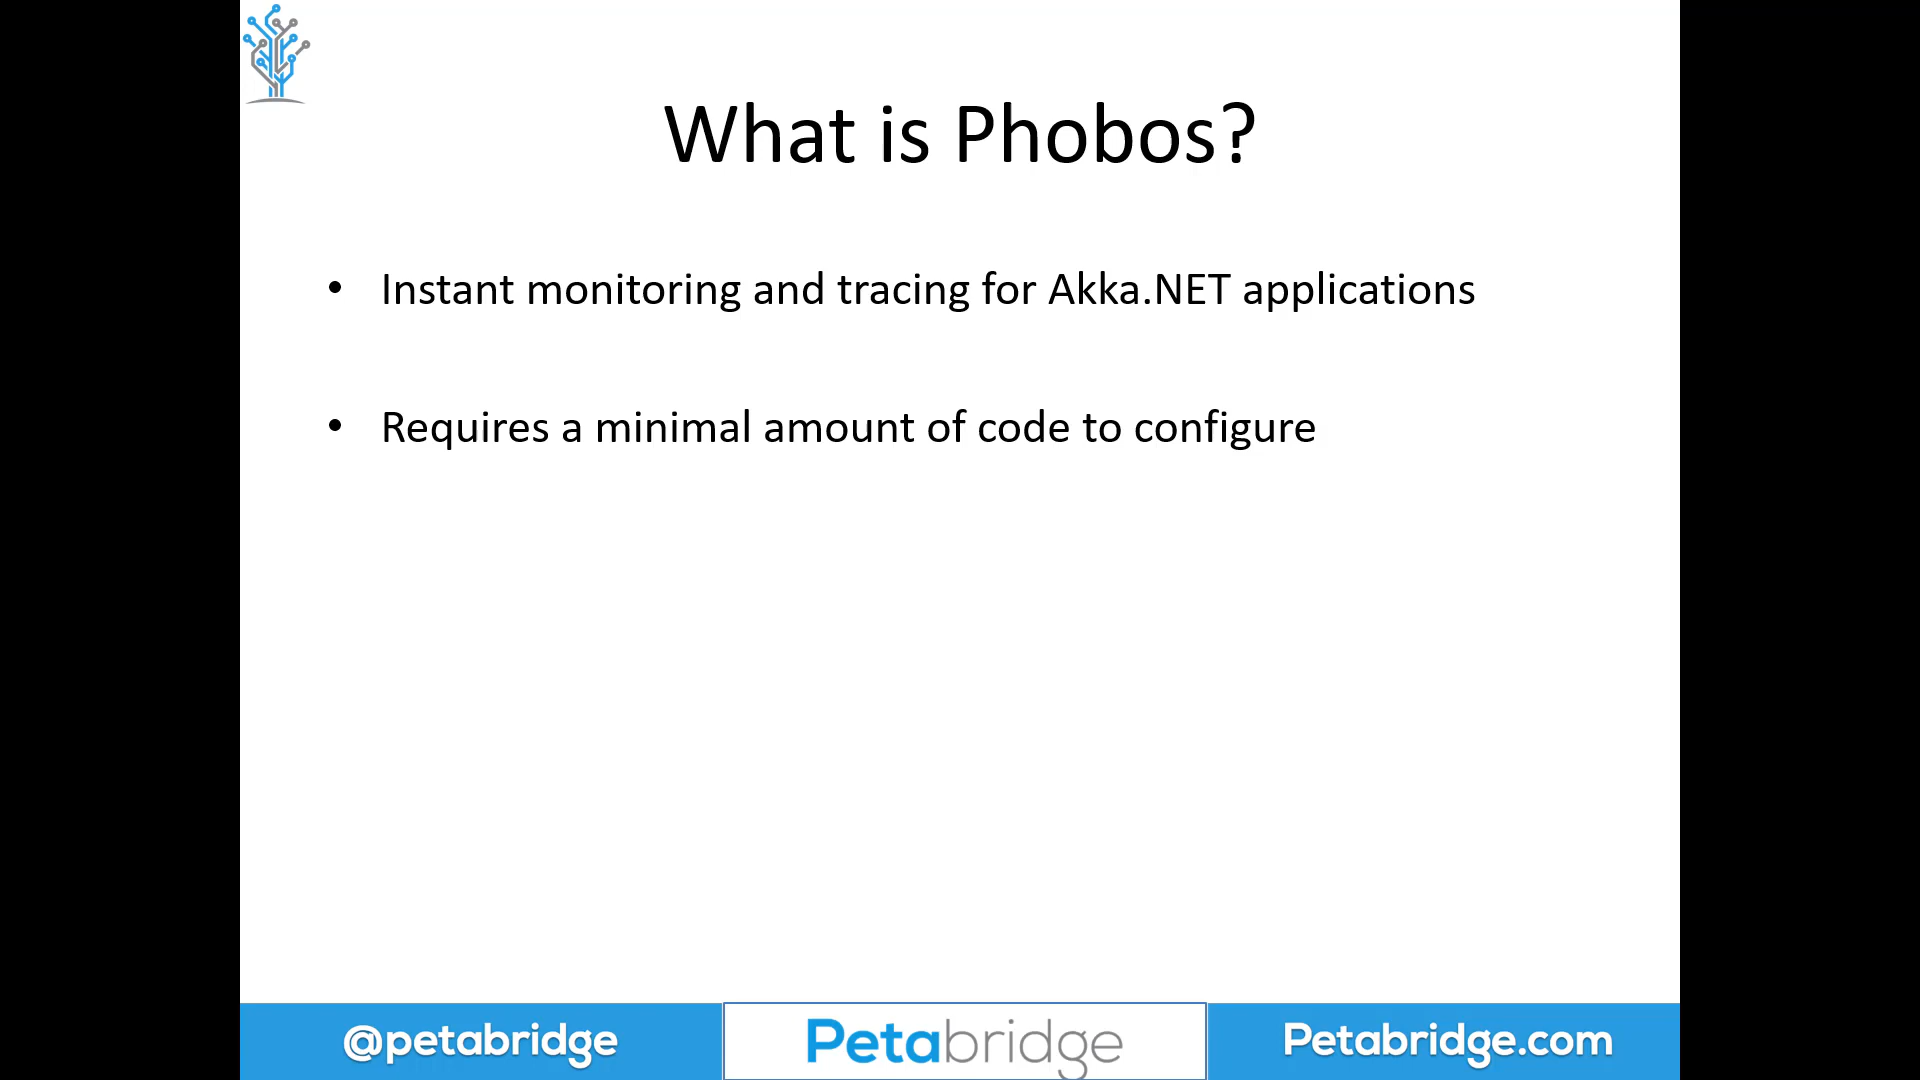 What is Phobos?
• Instant monitoring and tracing for Akka.NET applications
• Requires a minimal amount of code to configure
@petabridge
Petabridge
Petabridge.com